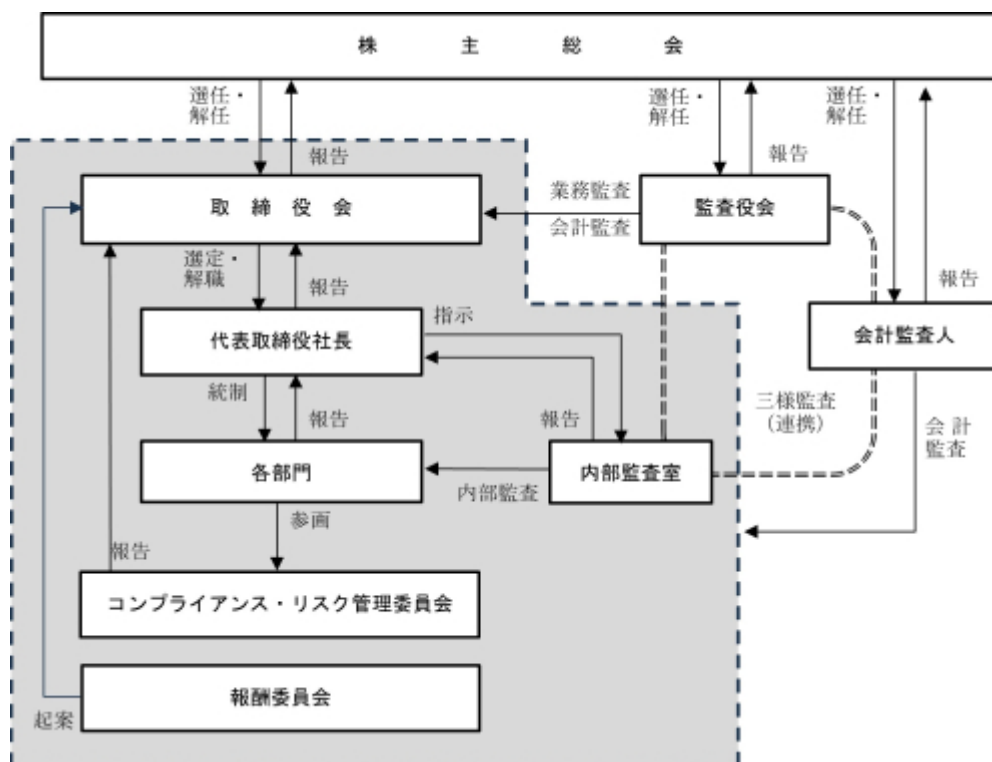 株主総会
選任・
解任
報告
選任・
解任
報告
選任・
解任
報告
取締役会
業務監査
会計監査
監査役会
選定・
解職
報告
代表取締役社長
指示
会計監査人
統制
報告
報告
三様監査
（連携）
会計
監査
各部門
内部監査
内部監査室
参画
報告
コンプライアンス・リスク管理委員会
報酬委員会
起案